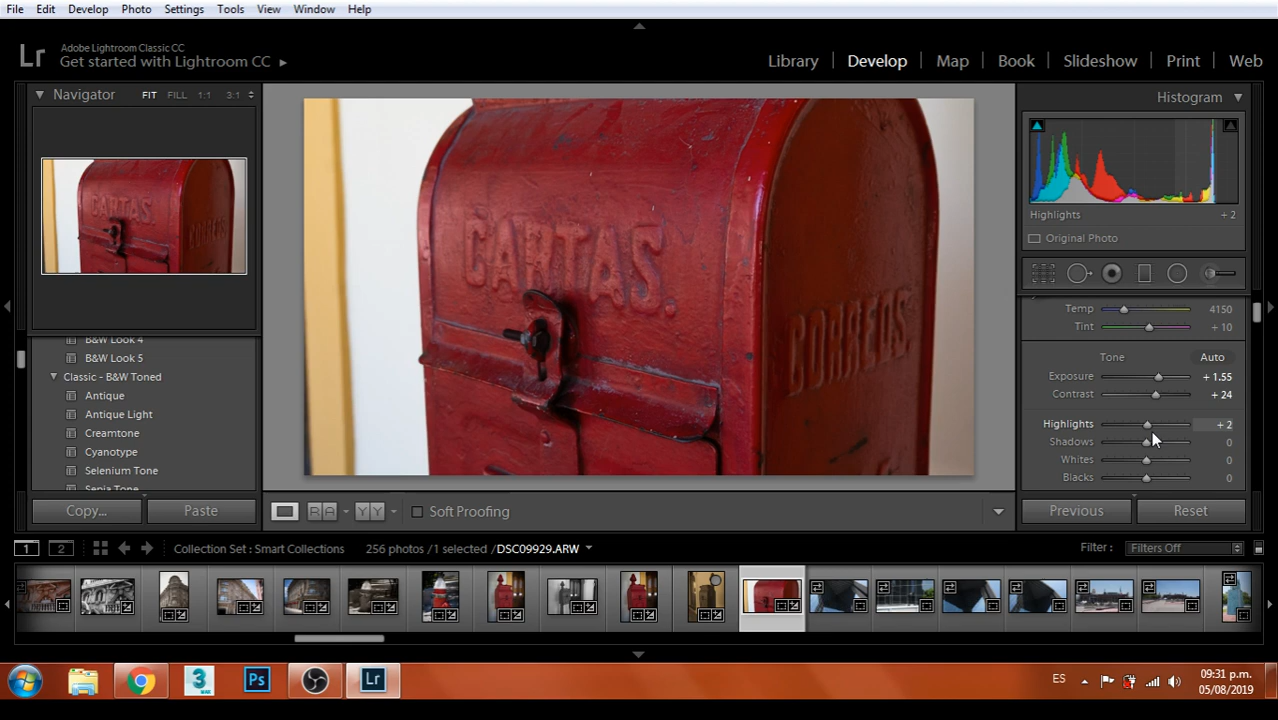 File Edit Develop Photo Settings Tools View Window Help
Lr
Adobe Lightroom Classic CC
Get started with Lightroom CC
Library Develop Map Book Slideshow Print Web
Navigator FIT FILL 1:1 3:1
Histogram
CARTAS.
CORREOS.
Highlights + 2
Original Photo
Temp 4150
Tint + 10
Tone Auto
Exposure + 1.55
Contrast + 24
Highlights + 2
Shadows 0
Whites 0
Blacks 0
B&W Look 4
B&W Look 5
Classic - B&W Toned
Antique
Antique Light
Creamtone
Cyanotype
Selenium Tone
Sepia Tone
Copy... Paste
R A Y Y Soft Proofing
Previous Reset
1 2 Collection Set : Smart Collections 256 photos /1 selected /DSC09929.ARW Filter : Filters Off
Ps Lr
ES 09:31 p.m.
05/08/2019